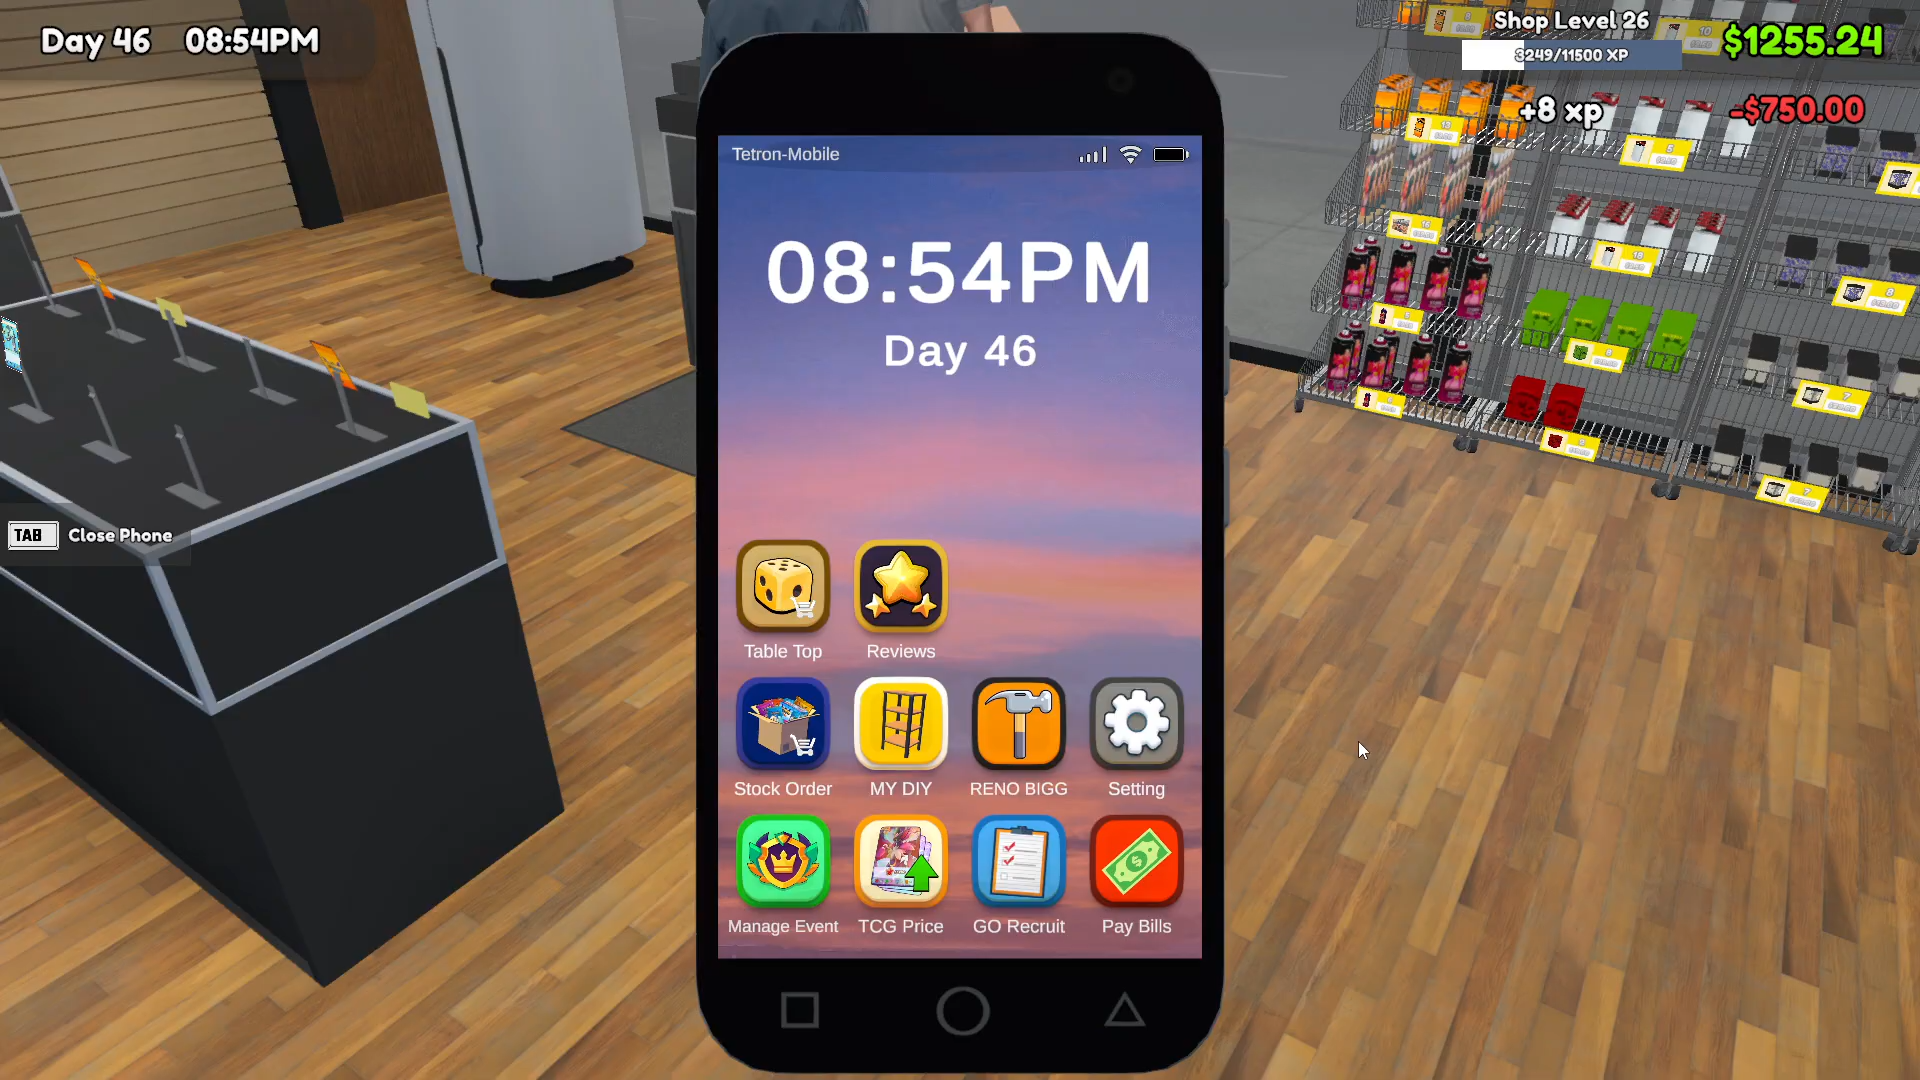 Day 46 08:54PM
Shop Level 26
3249/11500 XP
$1255.24
+8 xp
-$750.00
Tetron-Mobile
08:54PM
Day 46
TAB Close Phone
Table Top
Reviews
Stock Order
MY DIY
RENO BIGG
Setting
Manage Event
TCG Price
GO Recruit
Pay Bills